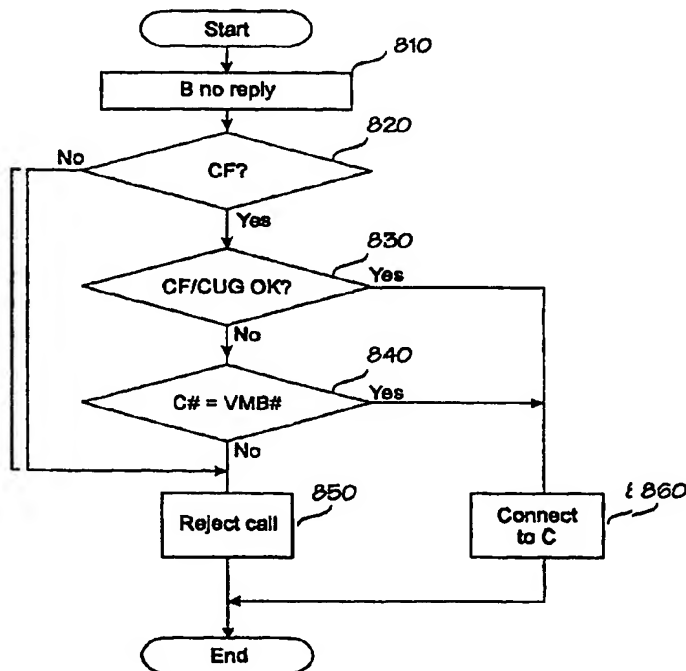 Start
810
B no reply
820
No
CF?
Yes
830
CF/CUG OK?
Yes
No
840
C# = VMB#
Yes
No
850
Reject call
860
Connect
to C
End